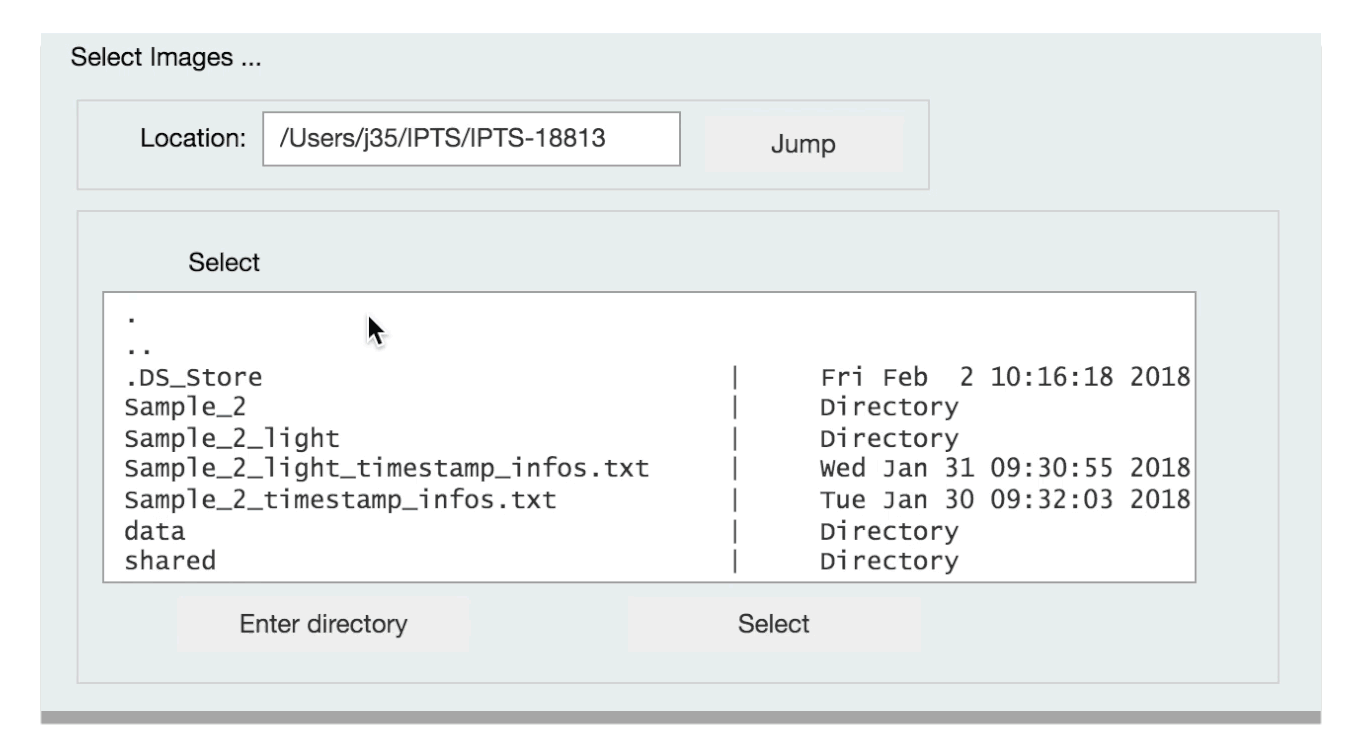 Select Images ...
Location: /Users/j35/IPTS/IPTS-18813 Jump
Select
.
..
.DS_Store | Fri Feb  2 10:16:18 2018
Sample_2 | Directory
Sample_2_light | Directory
Sample_2_light_timestamp_infos.txt | Wed Jan 31 09:30:55 2018
Sample_2_timestamp_infos.txt | Tue Jan 30 09:32:03 2018
data | Directory
shared | Directory
Enter directory Select